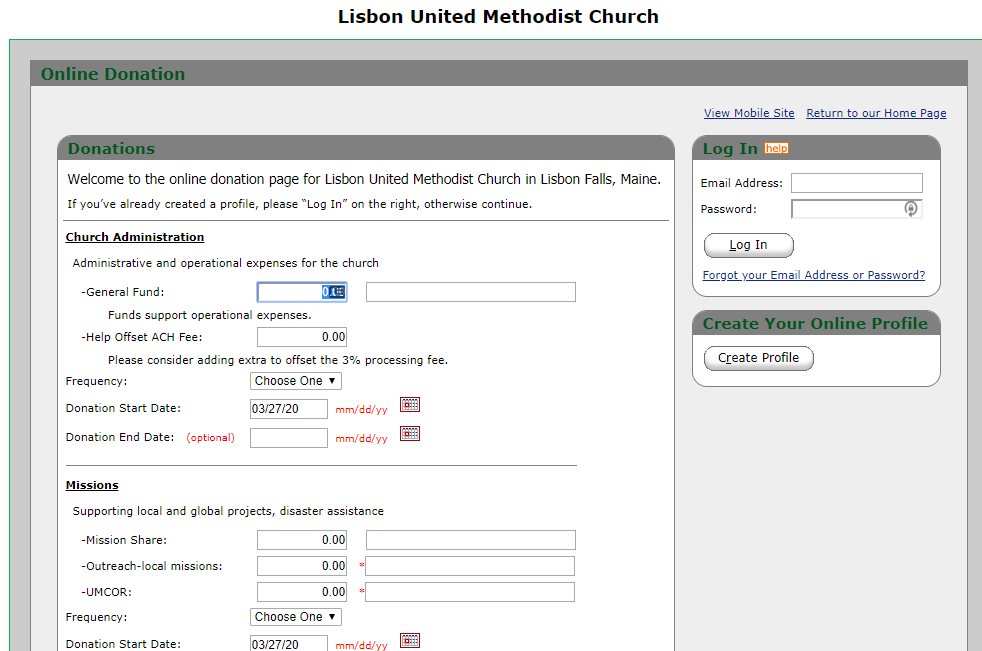 Lisbon United Methodist Church
Online Donation
View Mobile Site Return to our Home Page
Donations
Welcome to the online donation page for Lisbon United Methodist Church in Lisbon Falls, Maine.
If you’ve already created a profile, please “Log In” on the right, otherwise continue.
Church Administration
Administrative and operational expenses for the church
-General Fund:
Funds support operational expenses.
-Help Offset ACH Fee: 0.00
Please consider adding extra to offset the 3% processing fee.
Frequency: Choose One
Donation Start Date: 03/27/20 mm/dd/yy
Donation End Date: (optional) mm/dd/yy
Missions
Supporting local and global projects, disaster assistance
-Mission Share: 0.00
-Outreach-local missions: 0.00 *
-UMCOR: 0.00 *
Frequency: Choose One
Donation Start Date: 03/27/20 mm/dd/yy
Log In help
Email Address:
Password:
Log In
Forgot your Email Address or Password?
Create Your Online Profile
Create Profile